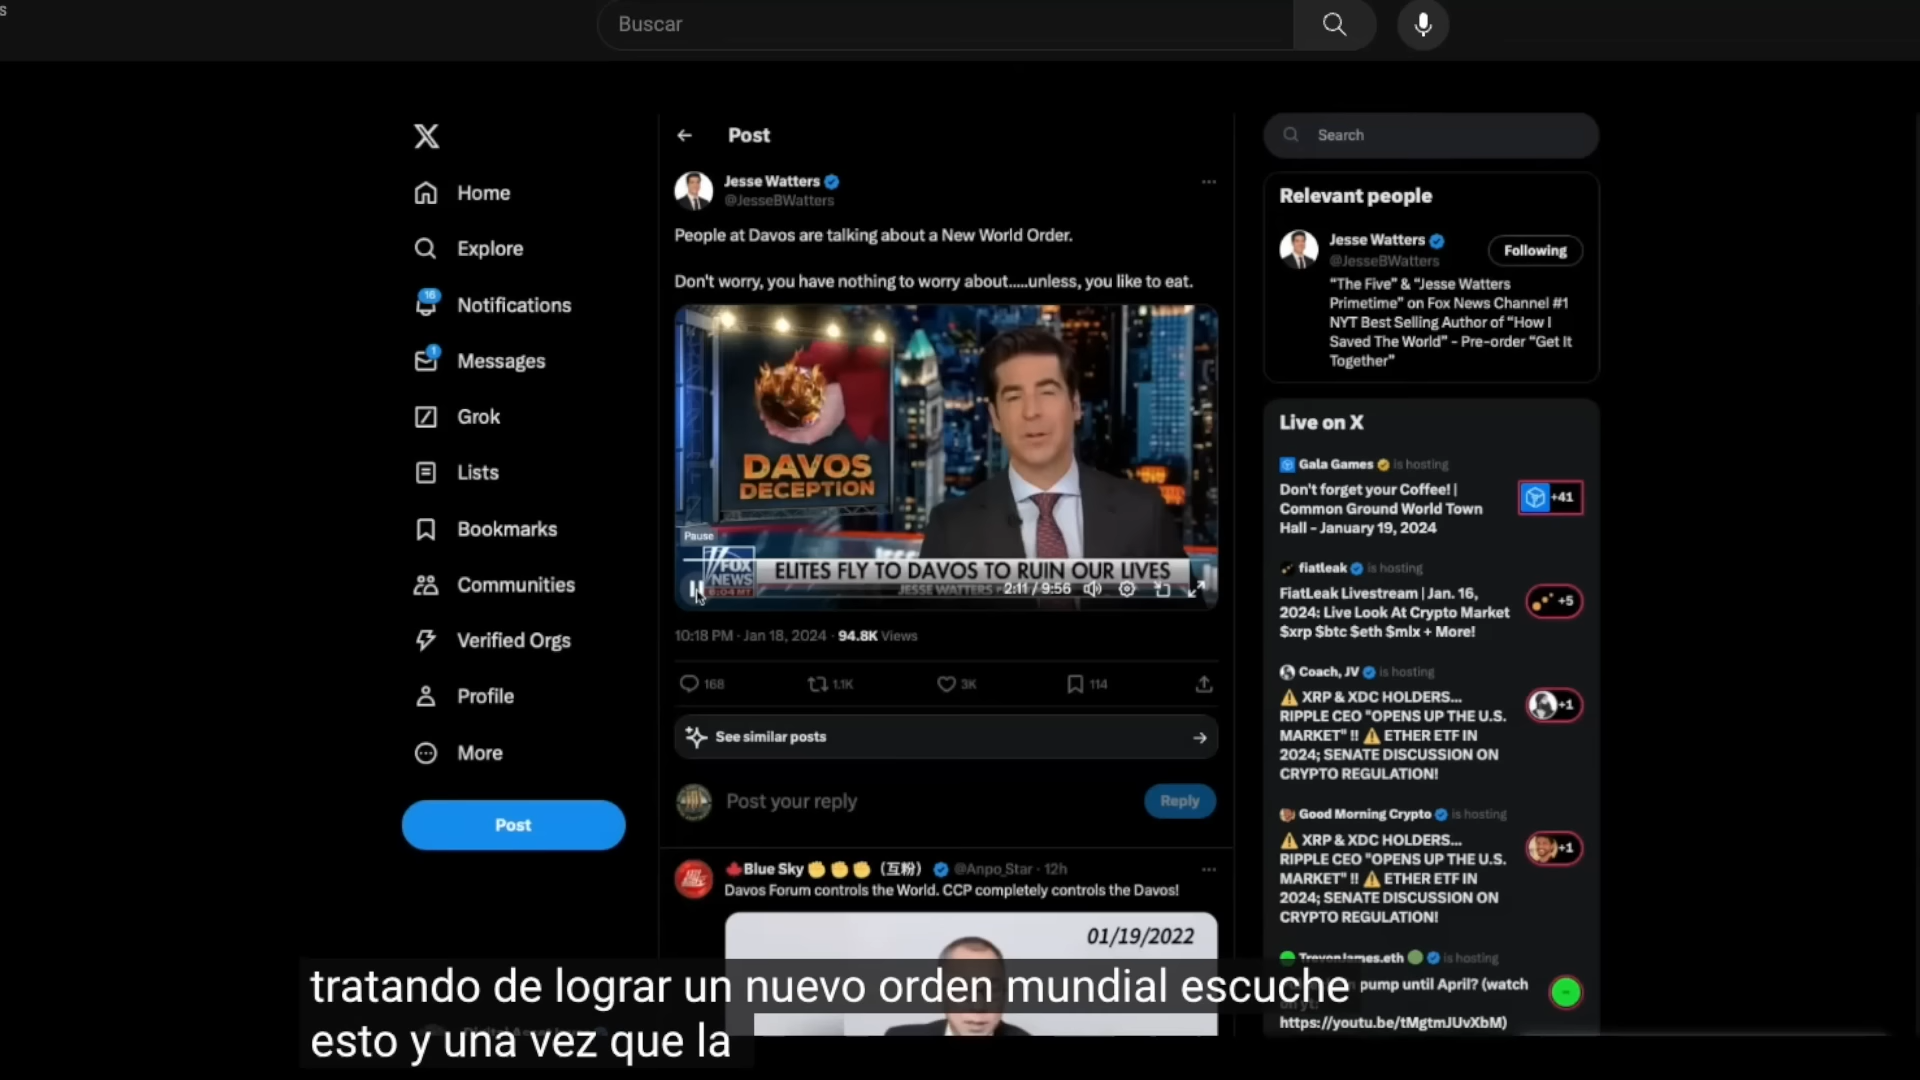 Buscar
Home
Explore
16
Notifications
1
Messages
Grok
Lists
Bookmarks
Communities
Verified Orgs
Profile
More
Post
Post
Jesse Watters
@JesseBWatters
People at Davos are talking about a New World Order.
Don't worry, you have nothing to worry about.....unless, you like to eat.
DAVOS
DECEPTION
Pause
FOX
NEWS
ELITES FLY TO DAVOS TO RUIN OUR LIVES
JESSE WATTERS
2:11 / 9:56
10:18 PM · Jan 18, 2024 · 94.8K Views
168
1.1K
3K
114
See similar posts
Post your reply
Reply
Blue Sky ✊✊✊ (互粉) @Anpo_Star · 12h
Davos Forum controls the World. CCP completely controls the Davos!
01/19/2022
Search
Relevant people
Jesse Watters
@JesseBWatters
Following
"The Five" & "Jesse Watters
Primetime" on Fox News Channel #1
NYT Best Selling Author of "How I
Saved The World" - Pre-order "Get It
Together"
Live on X
Gala Games is hosting
Don't forget your Coffee! |
Common Ground World Town
Hall - January 19, 2024
+41
fiatleak is hosting
FiatLeak Livestream | Jan. 16,
2024: Live Look At Crypto Market
$xrp $btc $eth $mlx + More!
+5
Coach, JV is hosting
⚠️ XRP & XDC HOLDERS...
RIPPLE CEO "OPENS UP THE U.S.
MARKET" !! ⚠️ ETHER ETF IN
2024; SENATE DISCUSSION ON
CRYPTO REGULATION!
+1
Good Morning Crypto is hosting
⚠️ XRP & XDC HOLDERS...
RIPPLE CEO "OPENS UP THE U.S.
MARKET" !! ⚠️ ETHER ETF IN
2024; SENATE DISCUSSION ON
CRYPTO REGULATION!
+1
TrevonJames.eth is hosting
pump until April? (watch
https://youtu.be/tMgtmJUvXbM)
tratando de lograr un nuevo orden mundial escuche
esto y una vez que la